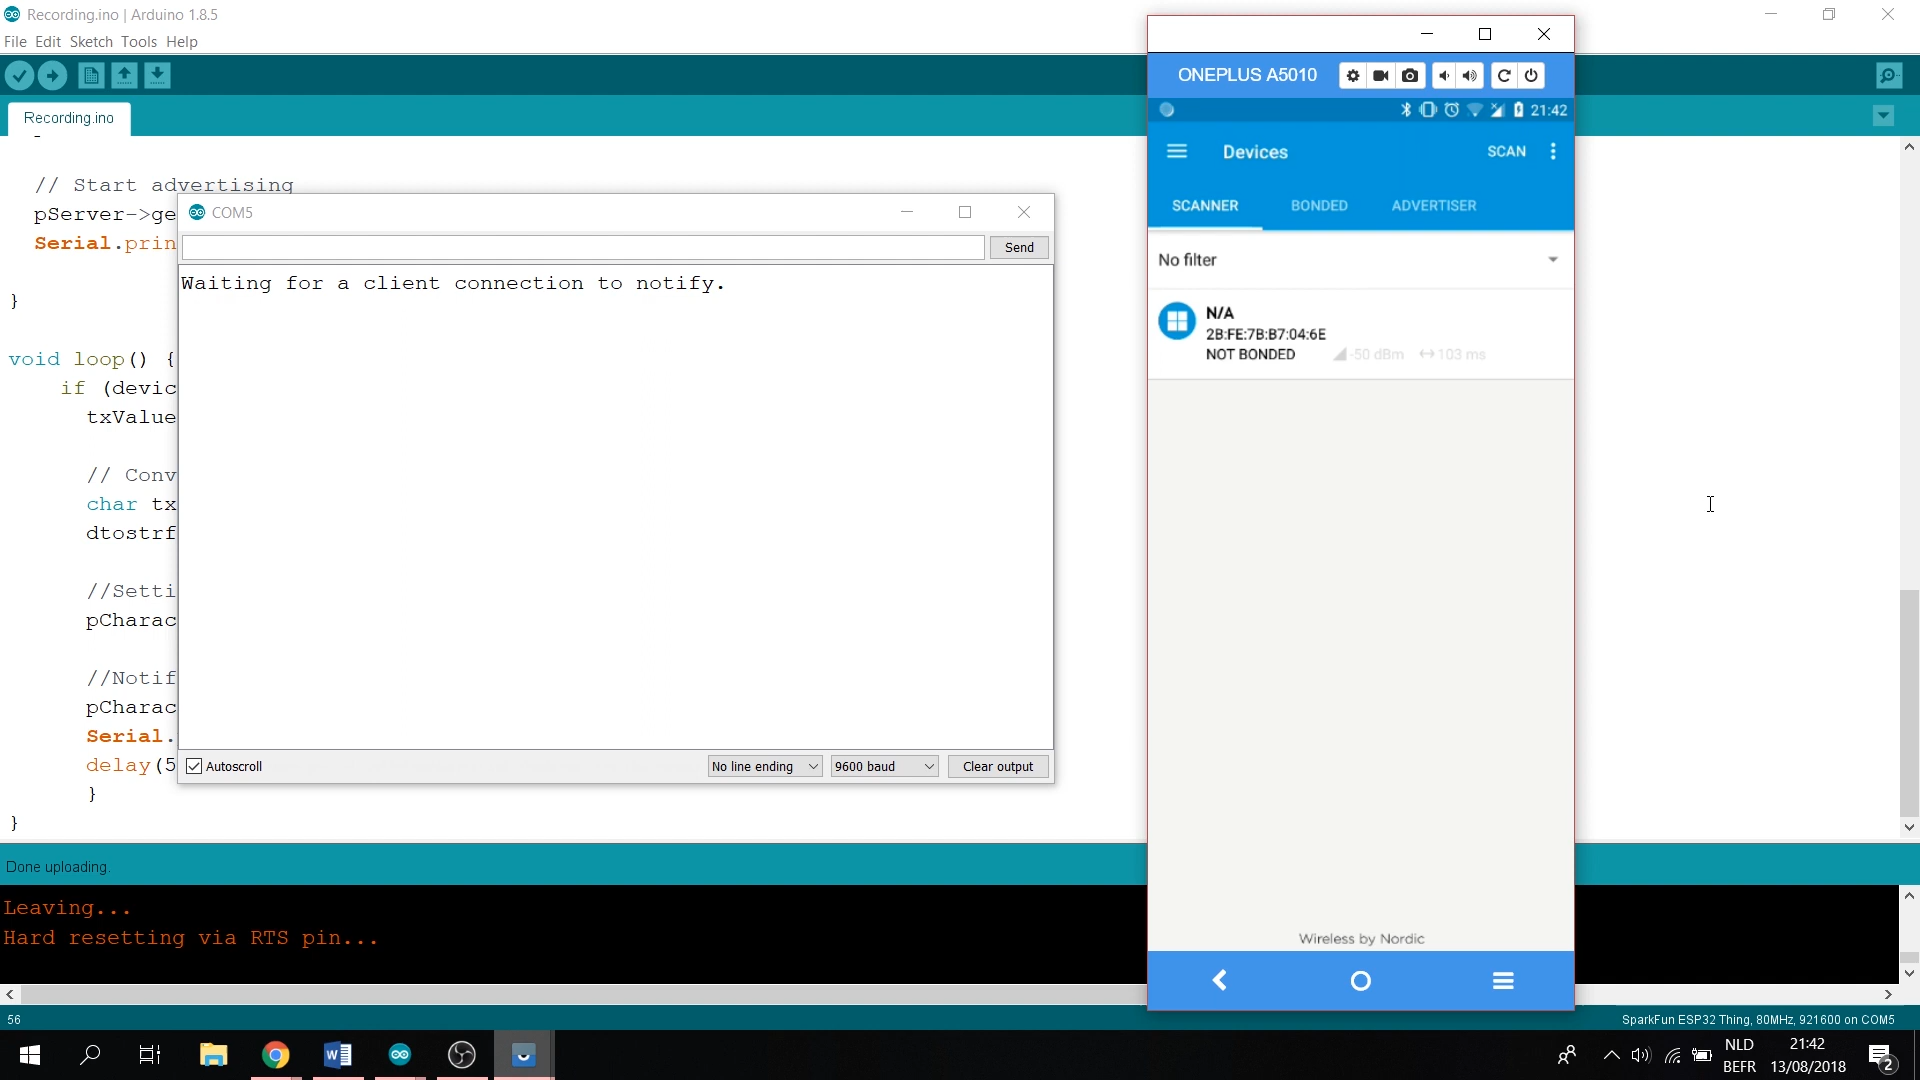 Recording.ino | Arduino 1.8.5
File Edit Sketch Tools Help
Recording.ino
// Start advertising
pServer->ge
Serial.prin
}
void loop() {
if (devic
txValue
// Conv
char tx
dtostrf
//Setti
pCharac
//Notif
pCharac
Serial.
delay(5
}
}
COM5
Send
Waiting for a client connection to notify.
Autoscroll
No line ending
9600 baud
Clear output
ONEPLUS A5010
21:42
Devices
SCAN
SCANNER
BONDED
ADVERTISER
No filter
N/A
2B:FE:7B:B7:04:6E
NOT BONDED
-50 dBm
103 ms
Wireless by Nordic
Done uploading.
Leaving...
Hard resetting via RTS pin...
56
SparkFun ESP32 Thing, 80MHz, 921600 on COM5
NLD
BEFR
21:42
13/08/2018
2